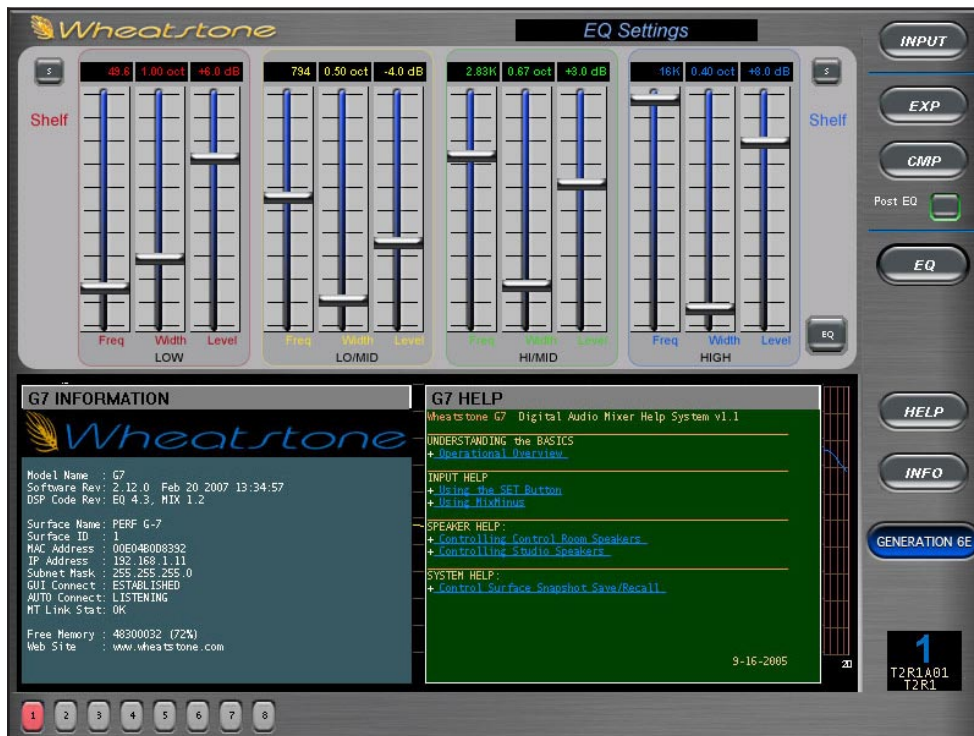 Wheatstone
EQ Settings
S
49.6 1.00 oct +6.0 dB
794 0.50 oct -4.0 dB
2.83K 0.67 oct +3.0 dB
16K 0.40 oct +8.0 dB
S
Shelf
Shelf
Freq Width Level
LOW
Freq Width Level
LO/MID
Freq Width Level
HI/MID
Freq Width Level
HIGH
EQ
INPUT
EXP
CMP
Post EQ
EQ
HELP
INFO
GENERATION 6E
1
T2R1A01
T2R1
G7 INFORMATION
Wheatstone
Model Name : G7
Software Rev: 2.12.0 Feb 20 2007 13:34:57
DSP Code Rev: EQ 4.3, MIX 1.2
Surface Name: PERF G-7
Surface ID : 1
MAC Address : 00E04B0D8392
IP Address : 192.168.1.11
Subnet Mask : 255.255.255.0
GUI Connect : ESTABLISHED
AUTO Connect: LISTENING
MT Link Stat: OK
Free Memory : 48300032 (72%)
Web Site : www.wheatstone.com
G7 HELP
Wheatstone G7 Digital Audio Mixer Help System v1.1
UNDERSTANDING the BASICS
+ Operational Overview
INPUT HELP
+ Using the SET Button
+ Using MixMinus
SPEAKER HELP:
+ Controlling Control Room Speakers
+ Controlling Studio Speakers
SYSTEM HELP:
+ Control Surface Snapshot Save/Recall
9-16-2005
20
1 2 3 4 5 6 7 8